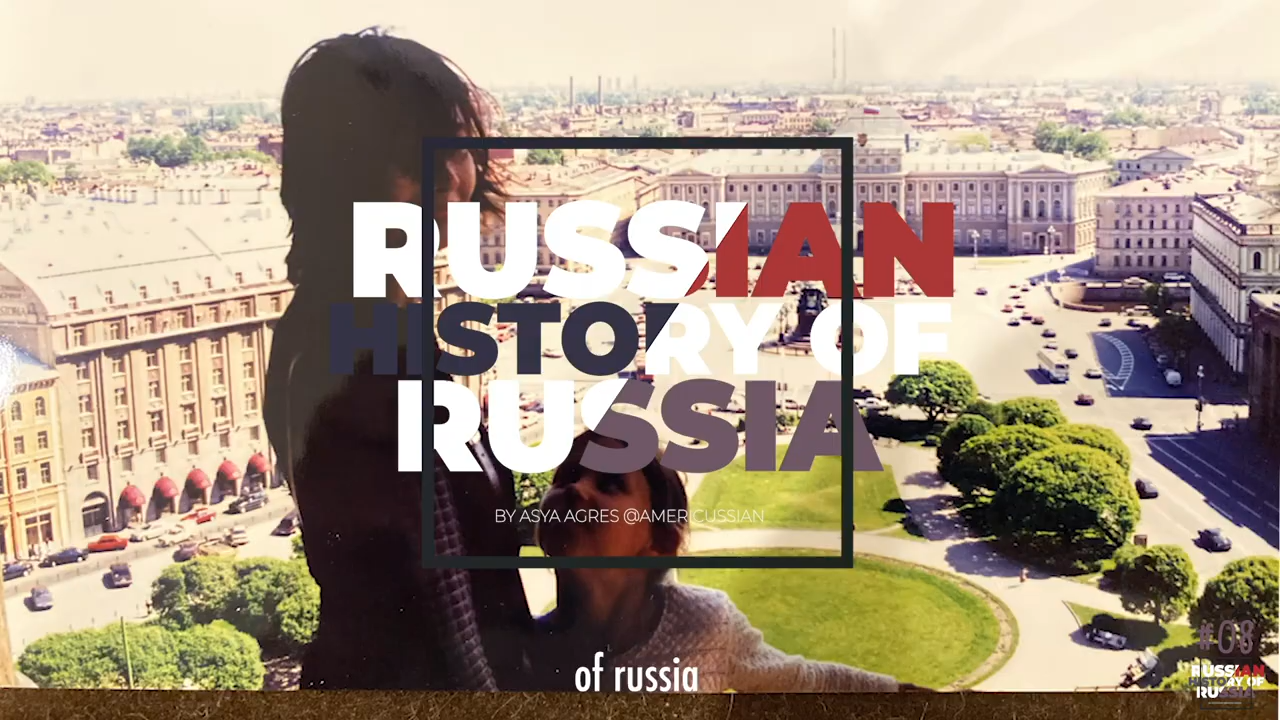 RUSSIAN
HISTORY OF
RUSSIA
BY ASYA AGRES @AMERICUSSIAN
of russia
#08
RUSSIAN
HISTORY OF
RUSSIA